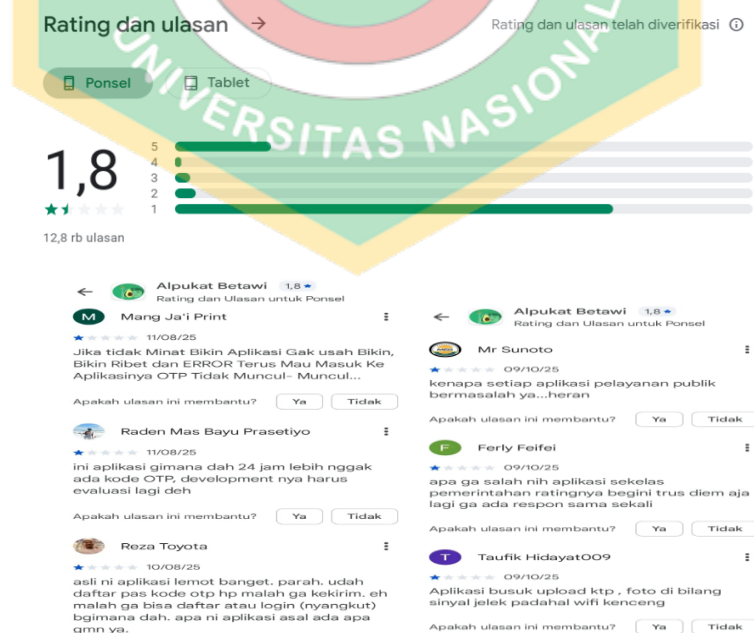 Rating dan ulasan →
Rating dan ulasan telah diverifikasi
Ponsel
Tablet
UNIVERSITAS NASIONAL
1,8
5
4
3
2
1
12,8 rb ulasan
Alpukat Betawi 1,8 ★
Rating dan Ulasan untuk Ponsel
M Mang Ja'i Print
11/08/25
Jika tidak Minat Bikin Aplikasi Gak usah Bikin,
Bikin Ribet dan ERROR Terus Mau Masuk Ke
Aplikasinya OTP Tidak Muncul- Muncul...
Apakah ulasan ini membantu? Ya Tidak
Raden Mas Bayu Prasetiyo
11/08/25
ini aplikasi gimana dah 24 jam lebih nggak
ada kode OTP, development nya harus
evaluasi lagi deh
Apakah ulasan ini membantu? Ya Tidak
Reza Toyota
10/08/25
asli ni aplikasi lemot banget. parah. udah
daftar pas kode otp hp malah ga kekirim. eh
malah ga bisa daftar atau login (nyangkut)
bgimana dah. apa ni aplikasi asal ada apa
gmn ya.
Alpukat Betawi 1,8 ★
Rating dan Ulasan untuk Ponsel
Mr Sunoto
09/10/25
kenapa setiap aplikasi pelayanan publik
bermasalah ya...heran
Apakah ulasan ini membantu? Ya Tidak
F Ferly Feifei
09/10/25
apa ga salah nih aplikasi sekelas
pemerintahan ratingnya begini trus diem aja
lagi ga ada respon sama sekali
Apakah ulasan ini membantu? Ya Tidak
T Taufik Hidayat009
09/10/25
Aplikasi busuk upload ktp , foto di bilang
sinyal jelek padahal wifi kenceng
Apakah ulasan ini membantu? Ya Tidak